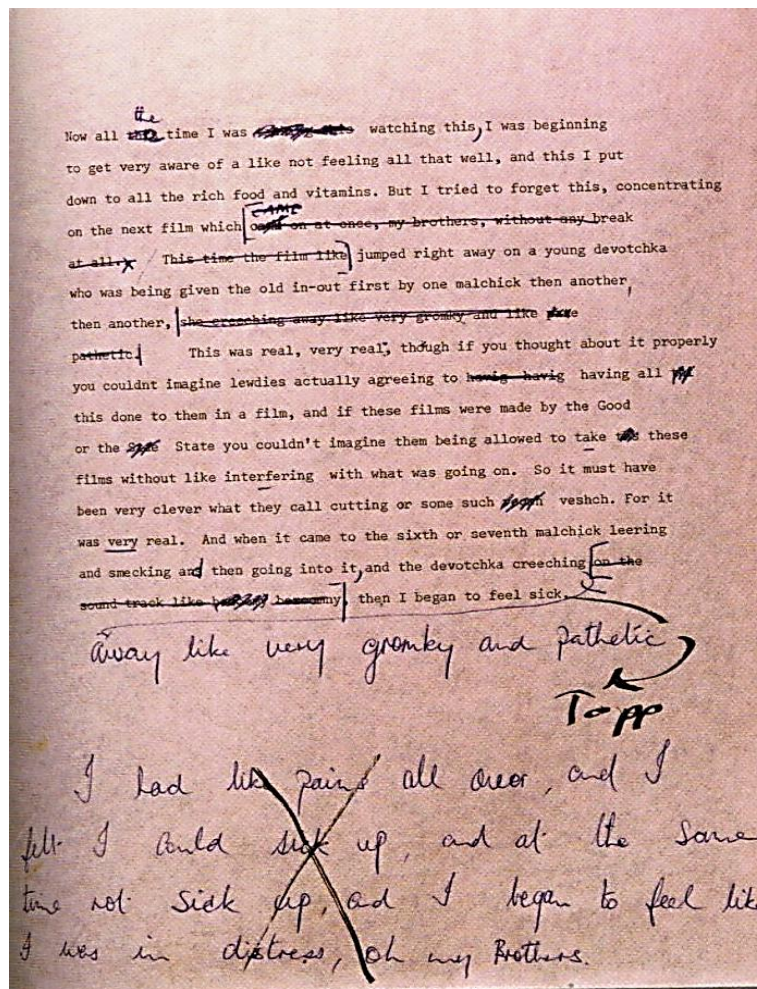 the
Now all time I was watching this, I was beginning
to get very aware of a like not feeling all that well, and this I put
down to all the rich food and vitamins. But I tried to forget this, concentrating
CAME
on the next film which on at once, my brothers, without any break
at all. This time the film like jumped right away on a young devotchka
who was being given the old in-out first by one malchick then another,
then another, she creeching away like very gromky and like
pathetic. This was real, very real, though if you thought about it properly
you couldnt imagine lewdies actually agreeing to having all
this done to them in a film, and if these films were made by the Good
or the State you couldn't imagine them being allowed to take these
films without like interfering with what was going on. So it must have
been very clever what they call cutting or some such veshch. For it
was very real. And when it came to the sixth or seventh malchick leering
and smecking and then going into it, and the devotchka creeching on the
sound track like then I began to feel sick.
away like very gromky and pathetic
To pp
I had like pains all over, and I
felt I could sick up, and at the same
time not sick up, and I began to feel like
I was in distress, oh my Brothers.